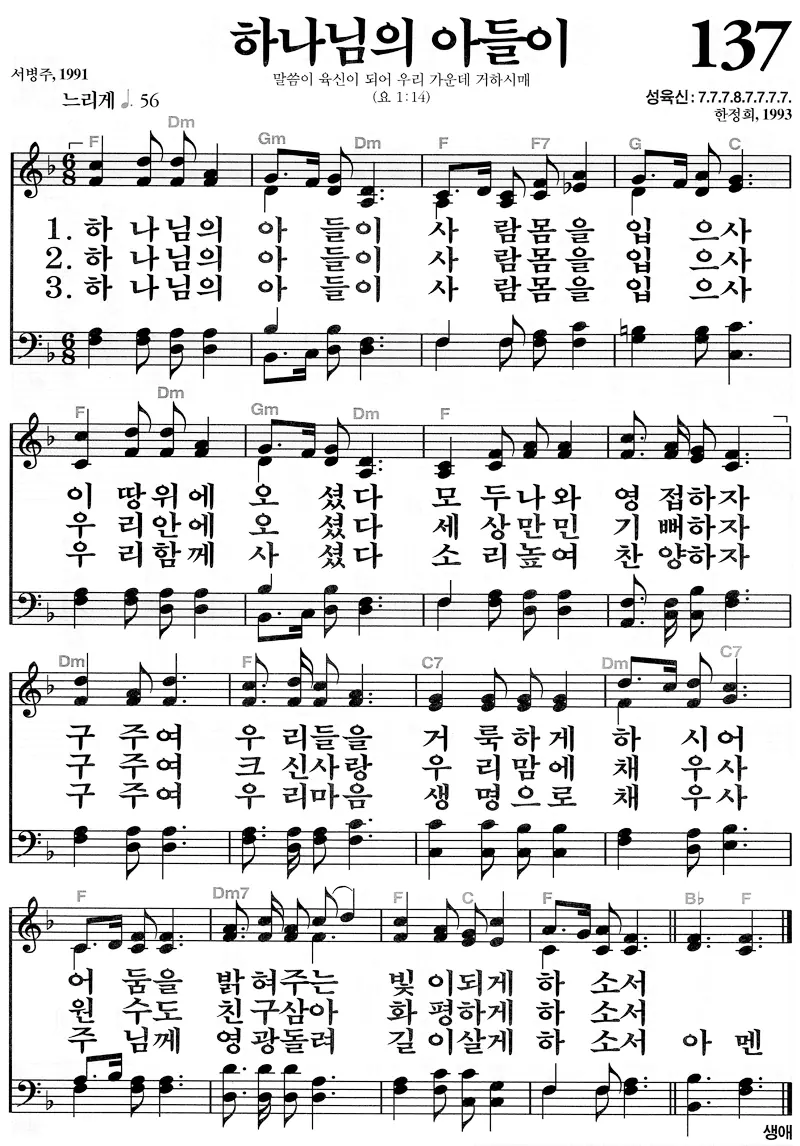 하나님의 아들이
137
서병주, 1991
말씀이 육신이 되어 우리 가운데 거하시매
(요 1:14)
느리게 ♩. 56
성육신 : 7.7.7.8.7.7.7.7.
한정희, 1993
F Dm Gm Dm F F7 G C
1. 하 나님의 아 들이 사 람몸을 입 으사
2. 하 나님의 아 들이 사 람몸을 입 으사
3. 하 나님의 아 들이 사 람몸을 입 으사
F Dm Gm Dm F
이 땅위에 오 셨다 모 두나와 영 접하자
우 리안에 오 셨다 세 상만민 기 뻐하자
우 리함께 사 셨다 소 리높여 찬 양하자
Dm F C7 Dm C7
구 주여 우 리들을 거 룩하게 하 시어
구 주여 크 신사랑 우 리맘에 채 우사
구 주여 우 리마음 생 명으로 채 우사
F Dm7 F C F B♭ F
어 둠을 밝 혀주는 빛 이되게 하 소서
원 수도 친 구삼아 화 평하게 하 소서
주 님께 영 광돌려 길 이살게 하 소서 아 멘
생애